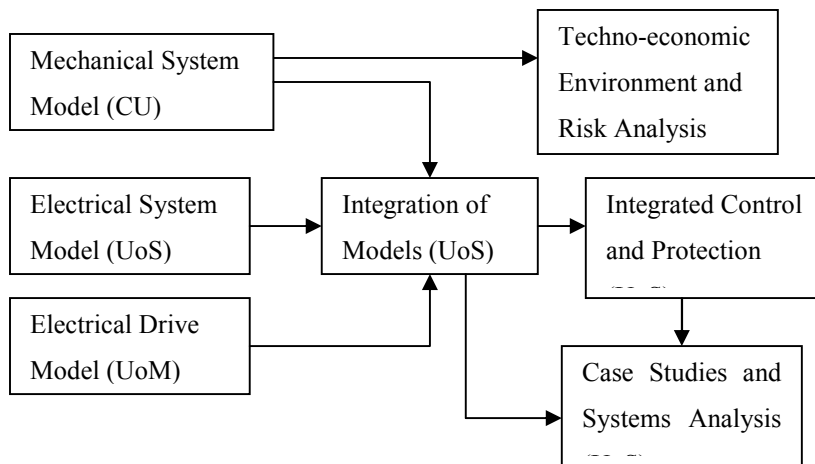 Mechanical System
Model (CU)
Techno-economic
Environment and
Risk Analysis
Electrical System
Model (UoS)
Integration of
Models (UoS)
Integrated Control
and Protection
Electrical Drive
Model (UoM)
Case Studies and
Systems Analysis